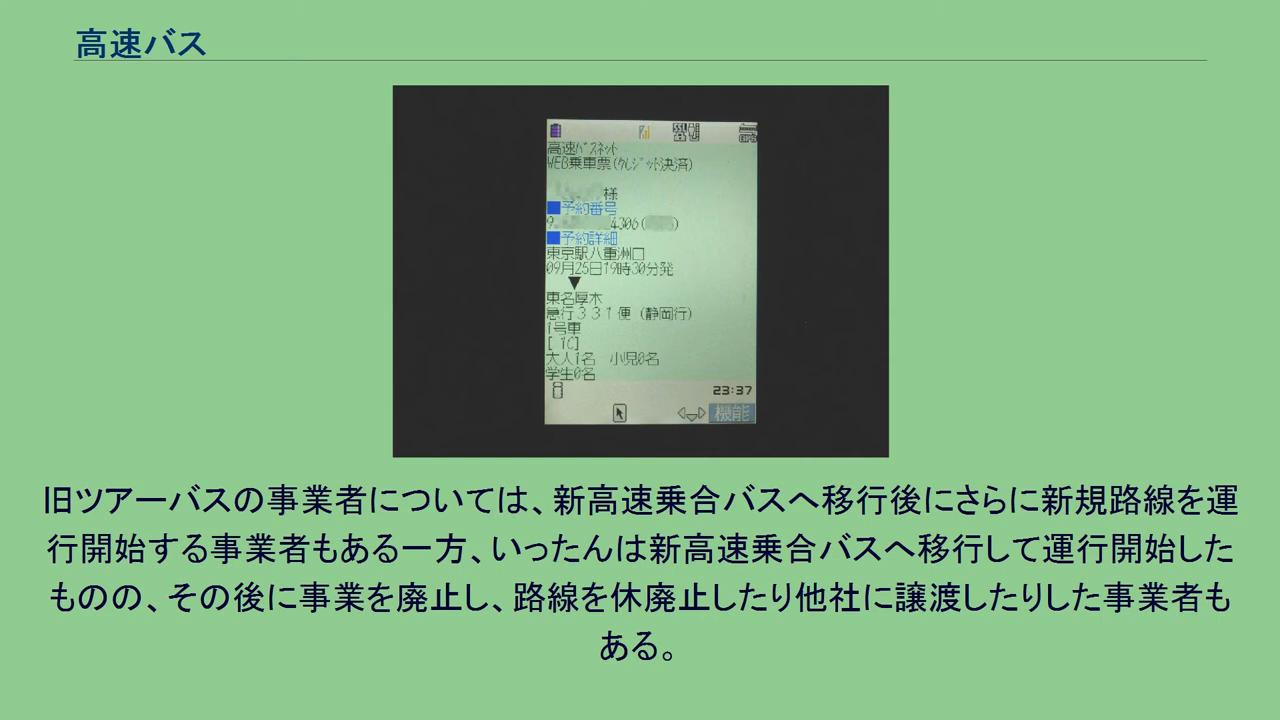 高速バス
高速ﾊﾞｽﾈｯﾄ
WEB乗車票(ｸﾚｼﾞｯﾄ決済)
様
■予約番号
9 4306( )
■予約詳細
東京駅八重洲口
09月25日19時30分発
▼
東名厚木
急行３３１便（静岡行）
1号車
[ 1C]
大人1名 小児0名
学生0名
23:37
機能
旧ツアーバスの事業者については、新高速乗合バスへ移行後にさらに新規路線を運
行開始する事業者もある一方、いったんは新高速乗合バスへ移行して運行開始した
ものの、その後に事業を廃止し、路線を休廃止したり他社に譲渡したりした事業者も
ある。